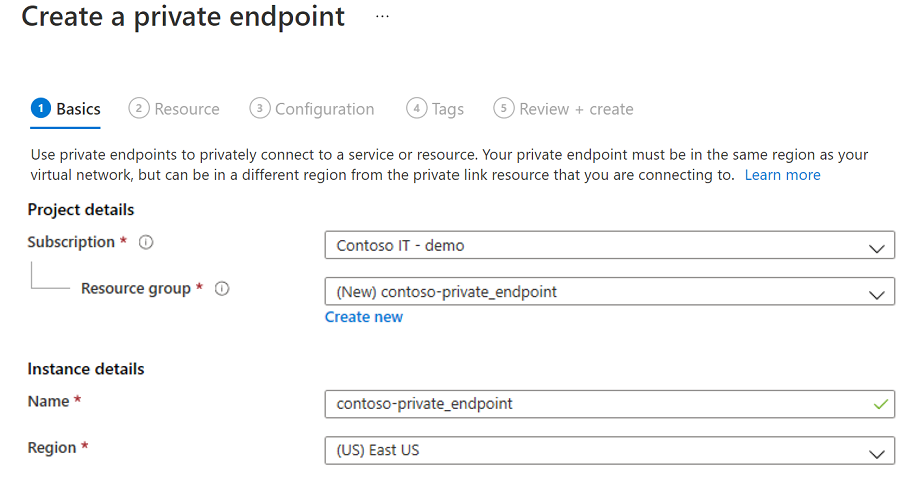 Create a private endpoint ...
1 Basics 2 Resource 3 Configuration 4 Tags 5 Review + create
Use private endpoints to privately connect to a service or resource. Your private endpoint must be in the same region as your
virtual network, but can be in a different region from the private link resource that you are connecting to. Learn more
Project details
Subscription * Contoso IT - demo
Resource group * (New) contoso-private_endpoint
Create new
Instance details
Name * contoso-private_endpoint
Region * (US) East US